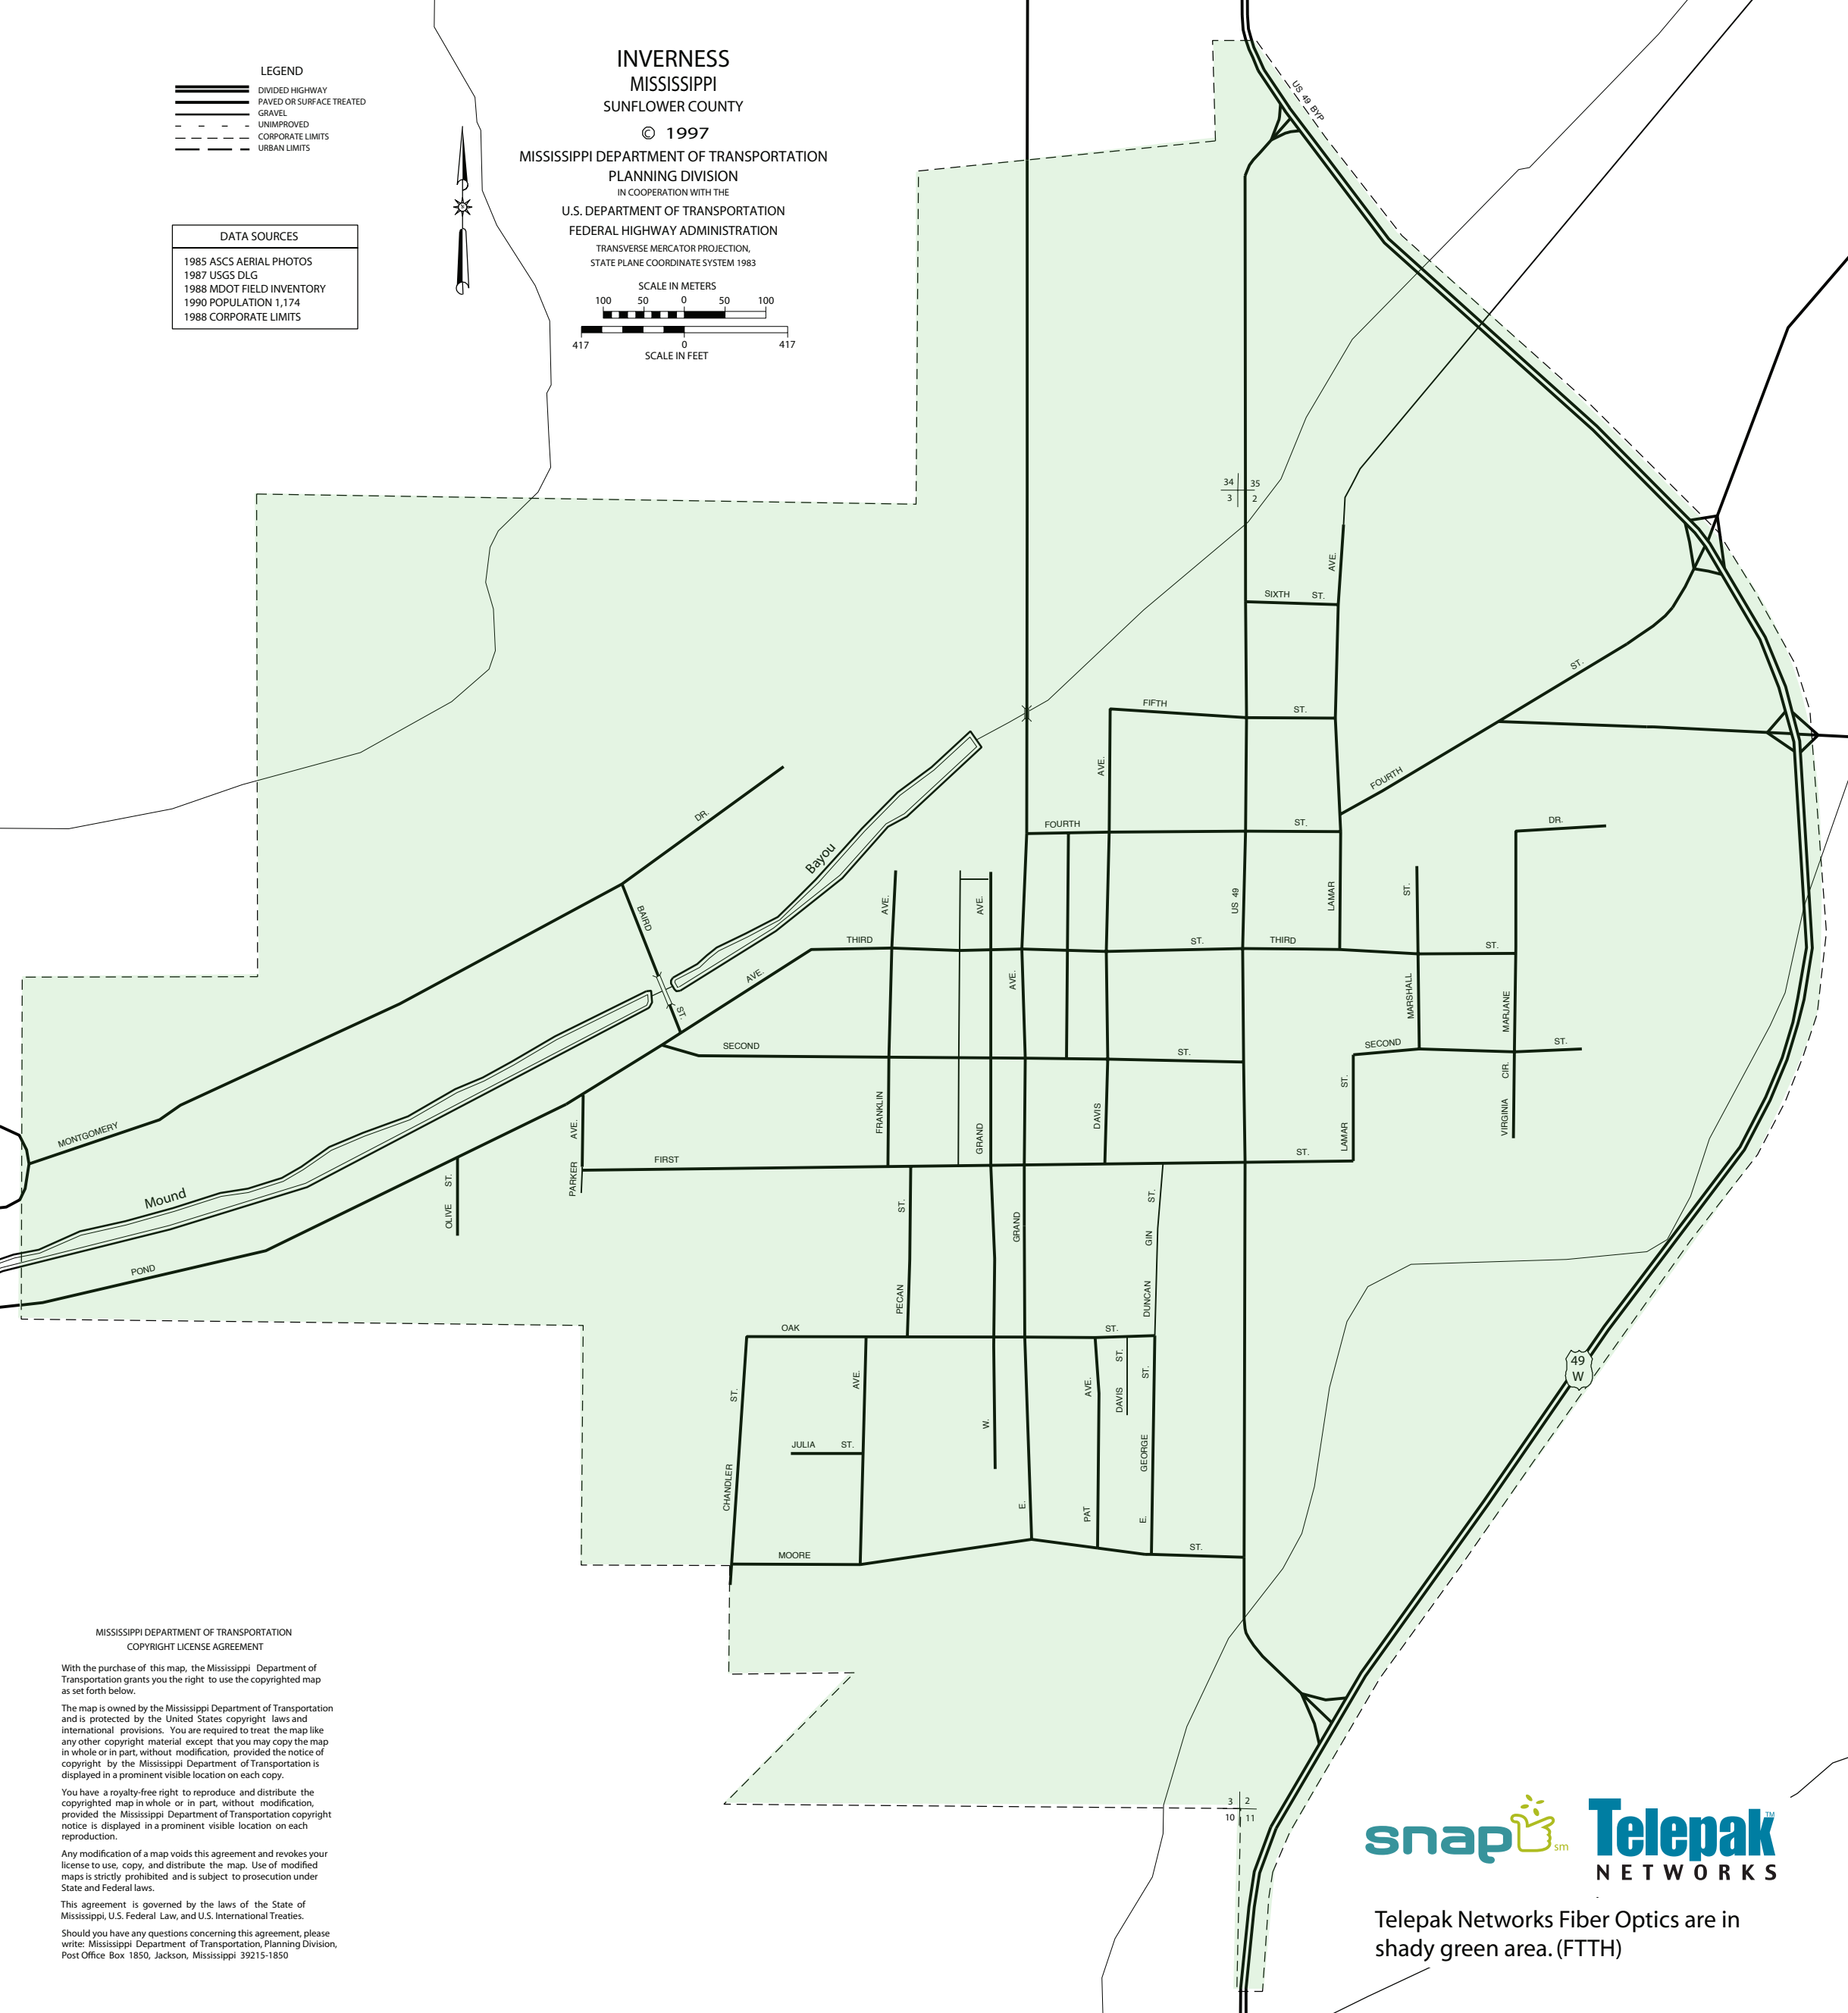 LEGEND
DIVIDED HIGHWAY
PAVED OR SURFACE TREATED
GRAVEL
UNIMPROVED
CORPORATE LIMITS
URBAN LIMITS
DATA SOURCES
1985 ASCS AERIAL PHOTOS
1987 USGS DLG
1988 MDOT FIELD INVENTORY
1990 POPULATION 1,174
1988 CORPORATE LIMITS
INVERNESS
MISSISSIPPI
SUNFLOWER COUNTY
© 1997
MISSISSIPPI DEPARTMENT OF TRANSPORTATION
PLANNING DIVISION
IN COOPERATION WITH THE
U.S. DEPARTMENT OF TRANSPORTATION
FEDERAL HIGHWAY ADMINISTRATION
TRANSVERSE MERCATOR PROJECTION,
STATE PLANE COORDINATE SYSTEM 1983
SCALE IN METERS
100 50 0 50 100
417 0 417
SCALE IN FEET
US 49 BYP
34 35
3 2
AVE.
SIXTH ST.
ST.
FIFTH ST.
AVE.
FOURTH
DR.
FOURTH ST.
DR.
Bayou
BAIRD
ST.
AVE.
AVE.
US 49
LAMAR
ST.
THIRD ST. THIRD ST.
AVE.
AVE.
MARSHALL
MARJANE
SECOND ST.
SECOND ST.
MONTGOMERY
AVE.
FRANKLIN
GRAND
DAVIS
LAMAR ST.
VIRGINIA CIR.
FIRST ST.
PARKER
Mound
OLIVE ST.
ST.
GRAND
GIN ST.
POND
PECAN
DUNCAN
OAK ST.
ST.
AVE.
W.
AVE.
DAVIS ST.
ST.
49
W
JULIA ST.
CHANDLER
E.
PAT
GEORGE
E.
MOORE ST.
3 2
10 11
MISSISSIPPI DEPARTMENT OF TRANSPORTATION
COPYRIGHT LICENSE AGREEMENT
With the purchase of this map, the Mississippi Department of
Transportation grants you the right to use the copyrighted map
as set forth below.
The map is owned by the Mississippi Department of Transportation
and is protected by the United States copyright laws and
international provisions. You are required to treat the map like
any other copyright material except that you may copy the map
in whole or in part, without modification, provided the notice of
copyright by the Mississippi Department of Transportation is
displayed in a prominent visible location on each copy.
You have a royalty-free right to reproduce and distribute the
copyrighted map in whole or in part, without modification,
provided the Mississippi Department of Transportation copyright
notice is displayed in a prominent visible location on each
reproduction.
Any modification of a map voids this agreement and revokes your
license to use, copy, and distribute the map. Use of modified
maps is strictly prohibited and is subject to prosecution under
State and Federal laws.
This agreement is governed by the laws of the State of
Mississippi, U.S. Federal Law, and U.S. International Treaties.
Should you have any questions concerning this agreement, please
write: Mississippi Department of Transportation, Planning Division,
Post Office Box 1850, Jackson, Mississippi 39215-1850
snap sm
Telepak TM
NETWORKS
Telepak Networks Fiber Optics are in
shady green area. (FTTH)